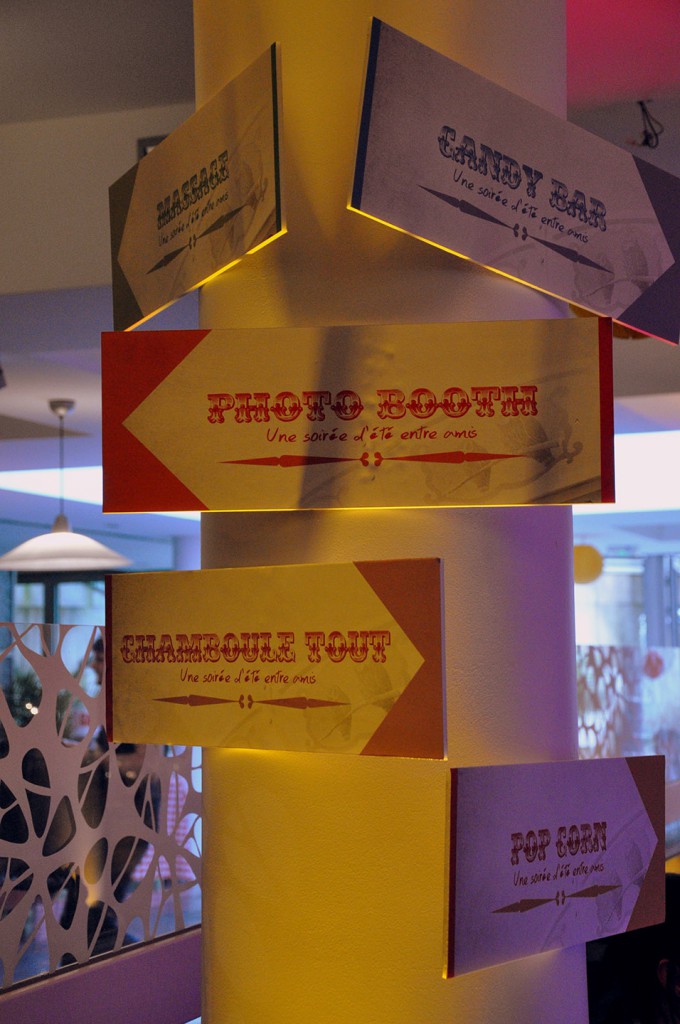 MASSAGE
Une soirée d'été entre amis
CANDY BAR
Une soirée d'été entre amis
PHOTO BOOTH
Une soirée d'été entre amis
CHAMBOULE TOUT
Une soirée d'été entre amis
POP CORN
Une soirée d'été entre amis